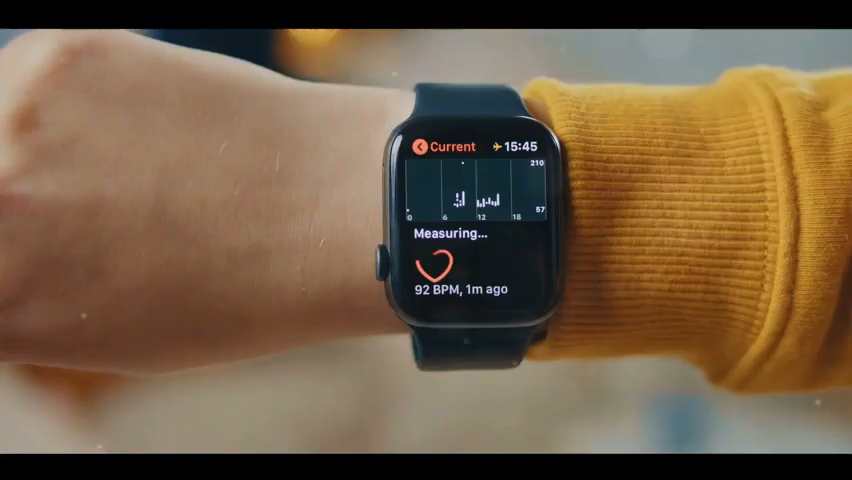 Current 15:45
210
57
0 6 12 18
Measuring...
92 BPM, 1m ago